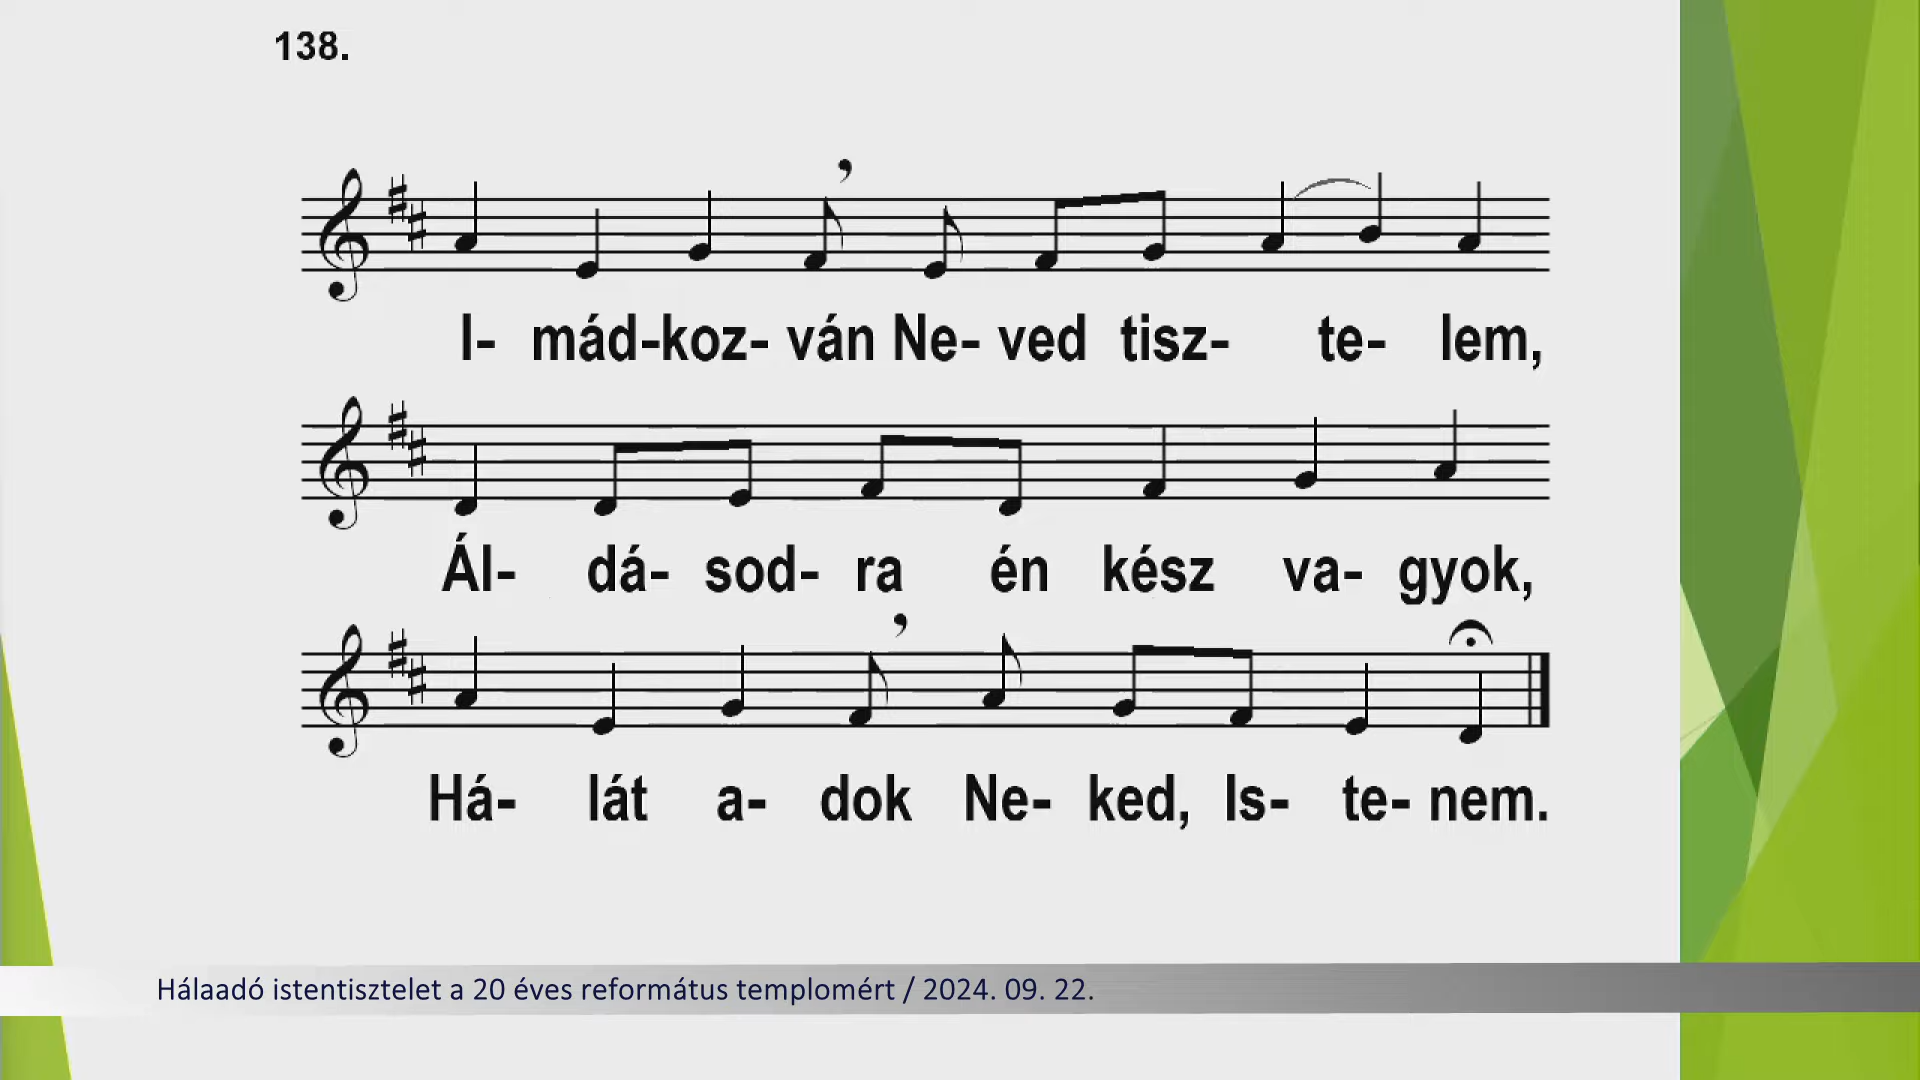 138.
I- mád-koz- ván Ne- ved tisz- te- lem,
Ál- dá- sod- ra én kész va- gyok,
Há- lát a- dok Ne- ked, Is- te- nem.
Hálaadó istentisztelet a 20 éves református templomért / 2024. 09. 22.